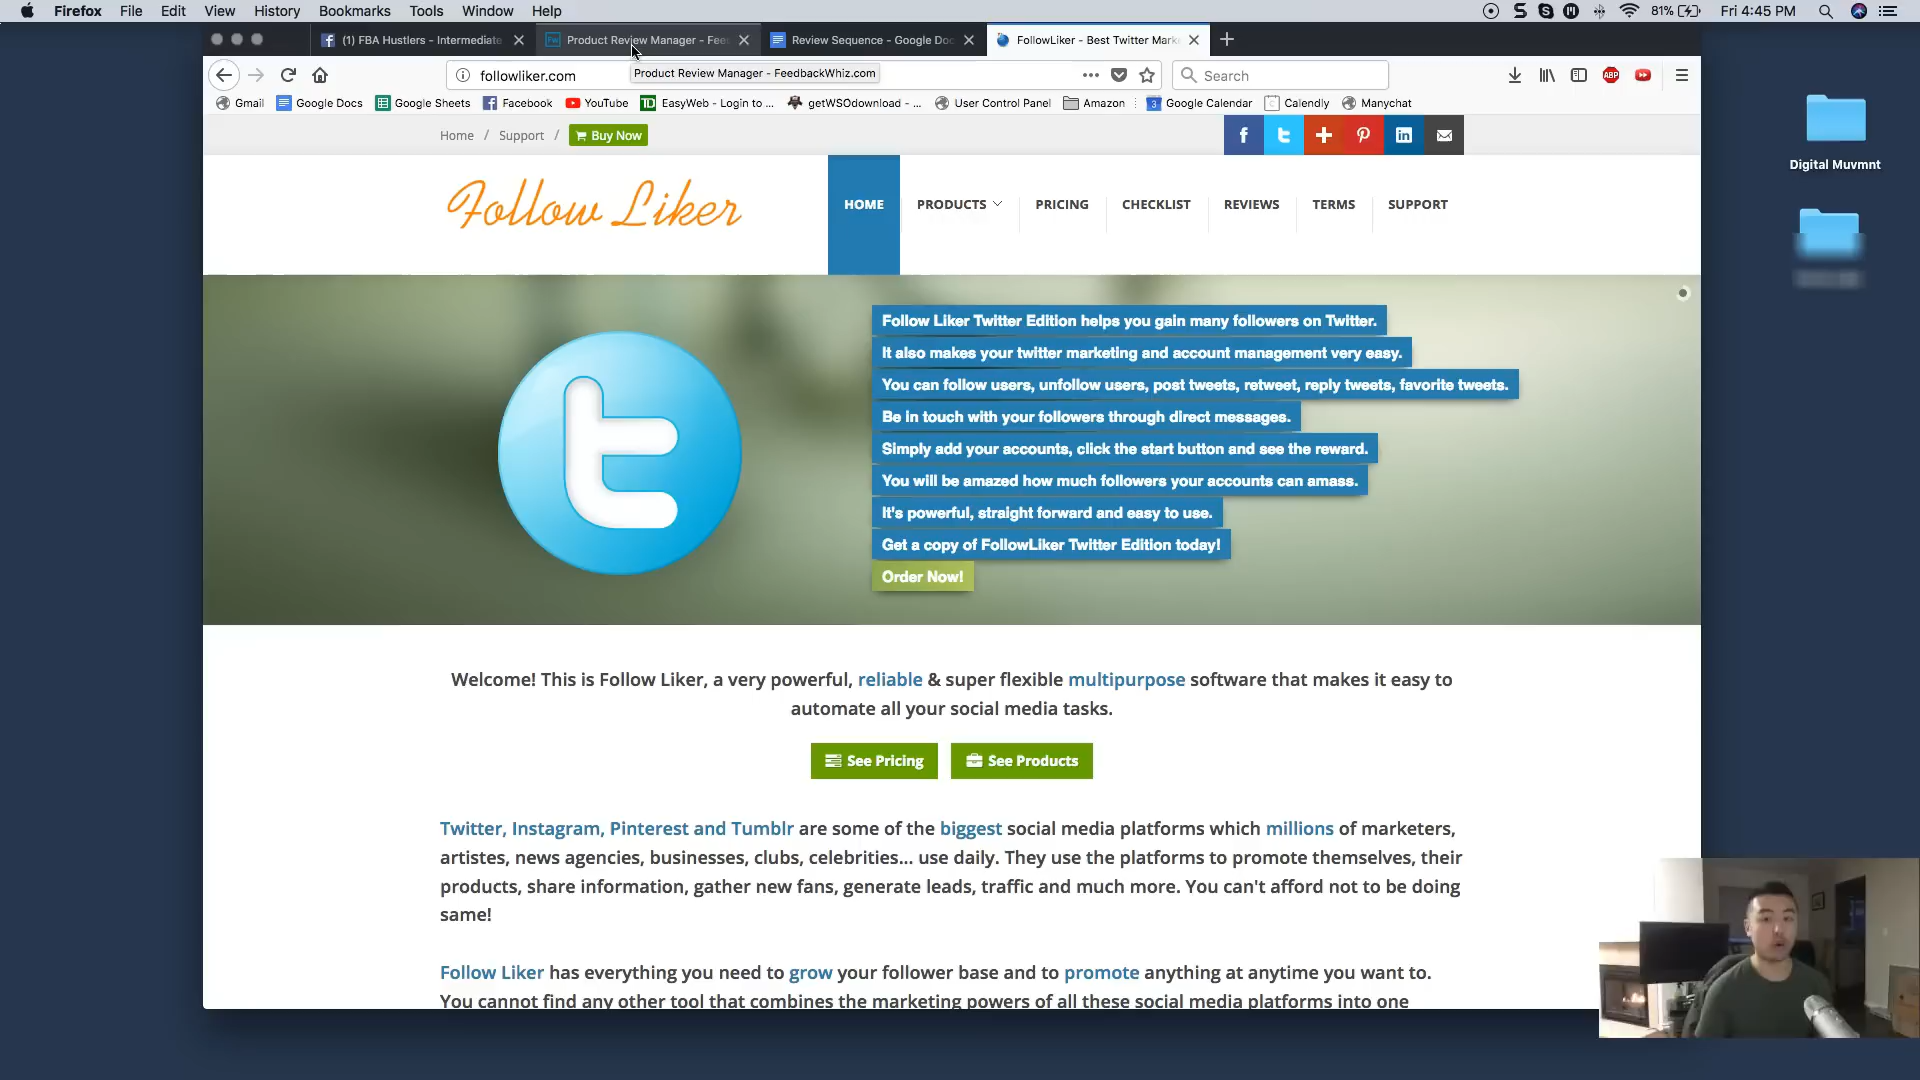 Firefox File Edit View History Bookmarks Tools Window Help
81% Fri 4:45 PM
(1) FBA Hustlers - Intermediate
Product Review Manager - Fee
Review Sequence - Google Do
FollowLiker - Best Twitter Mark
followliker.com
Product Review Manager - FeedbackWhiz.com
Search
ABP
Gmail Google Docs Google Sheets Facebook YouTube EasyWeb - Login to ... getWSOdownload - ... User Control Panel Amazon Google Calendar Calendly Manychat
Digital Muvmnt
Home / Support / Buy Now
Follow Liker
HOME PRODUCTS PRICING CHECKLIST REVIEWS TERMS SUPPORT
Follow Liker Twitter Edition helps you gain many followers on Twitter.
It also makes your twitter marketing and account management very easy.
You can follow users, unfollow users, post tweets, retweet, reply tweets, favorite tweets.
Be in touch with your followers through direct messages.
Simply add your accounts, click the start button and see the reward.
You will be amazed how much followers your accounts can amass.
It's powerful, straight forward and easy to use.
Get a copy of FollowLiker Twitter Edition today!
Order Now!
Welcome! This is Follow Liker, a very powerful, reliable & super flexible multipurpose software that makes it easy to
automate all your social media tasks.
See Pricing See Products
Twitter, Instagram, Pinterest and Tumblr are some of the biggest social media platforms which millions of marketers,
artistes, news agencies, businesses, clubs, celebrities... use daily. They use the platforms to promote themselves, their
products, share information, gather new fans, generate leads, traffic and much more. You can't afford not to be doing
same!
Follow Liker has everything you need to grow your follower base and to promote anything at anytime you want to.
You cannot find any other tool that combines the marketing powers of all these social media platforms into one